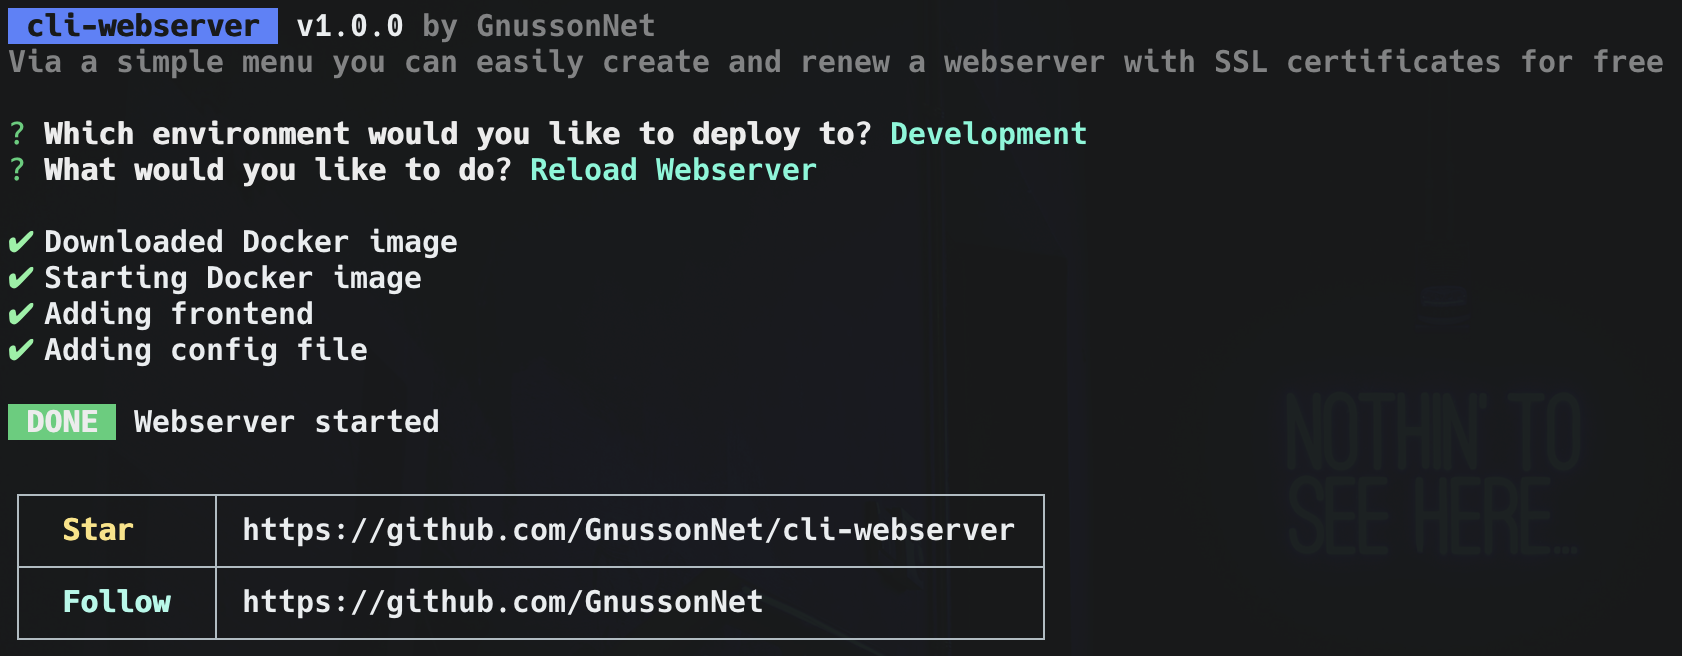 cli-webserver v1.0.0 by GnussonNet
Via a simple menu you can easily create and renew a webserver with SSL certificates for free
? Which environment would you like to deploy to? Development
? What would you like to do? Reload Webserver
✔ Downloaded Docker image
✔ Starting Docker image
✔ Adding frontend
✔ Adding config file
DONE Webserver started
Star https://github.com/GnussonNet/cli-webserver
Follow https://github.com/GnussonNet
NOTHIN' TO
SEE HERE...